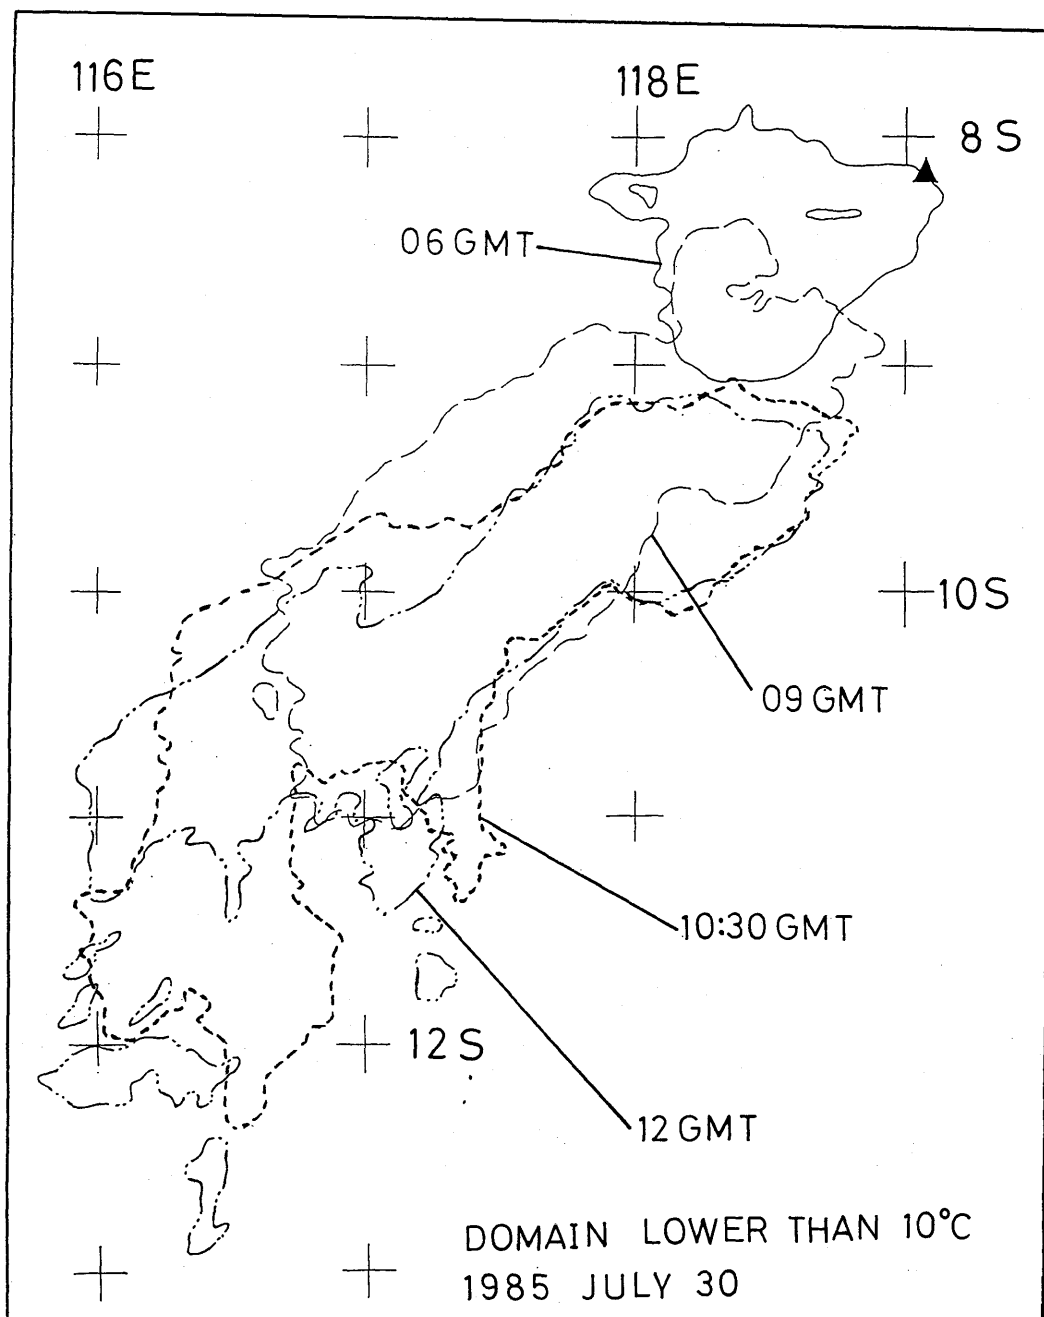 116E
118E
8 S
06 GMT
10S
09 GMT
10:30 GMT
12 S
12 GMT
DOMAIN LOWER THAN 10°C
1985 JULY 30